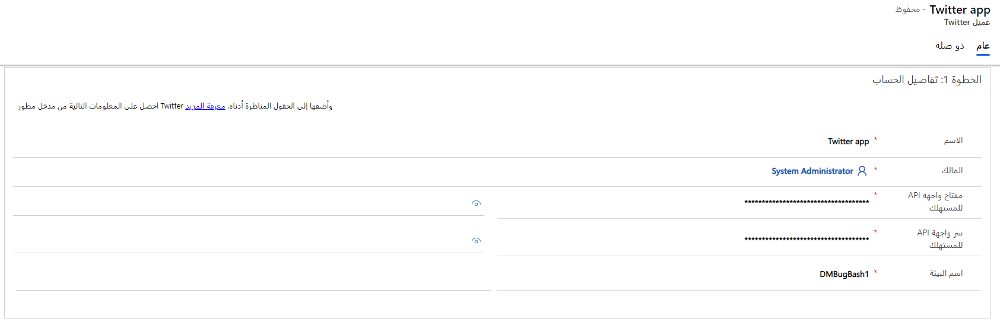 Twitter app - محفوظ
عميل Twitter
عام ذو صلة
الخطوة 1: تفاصيل الحساب
احصل على المعلومات التالية من مدخل مطور Twitter وأضفها إلى الحقول المناظرة أدناه. معرفة المزيد
الاسم * Twitter app
المالك * System Administrator
مفتاح واجهة API * ************************************
للمستهلك
سر واجهة API * ************************************
للمستهلك
اسم البيئة * DMBugBash1